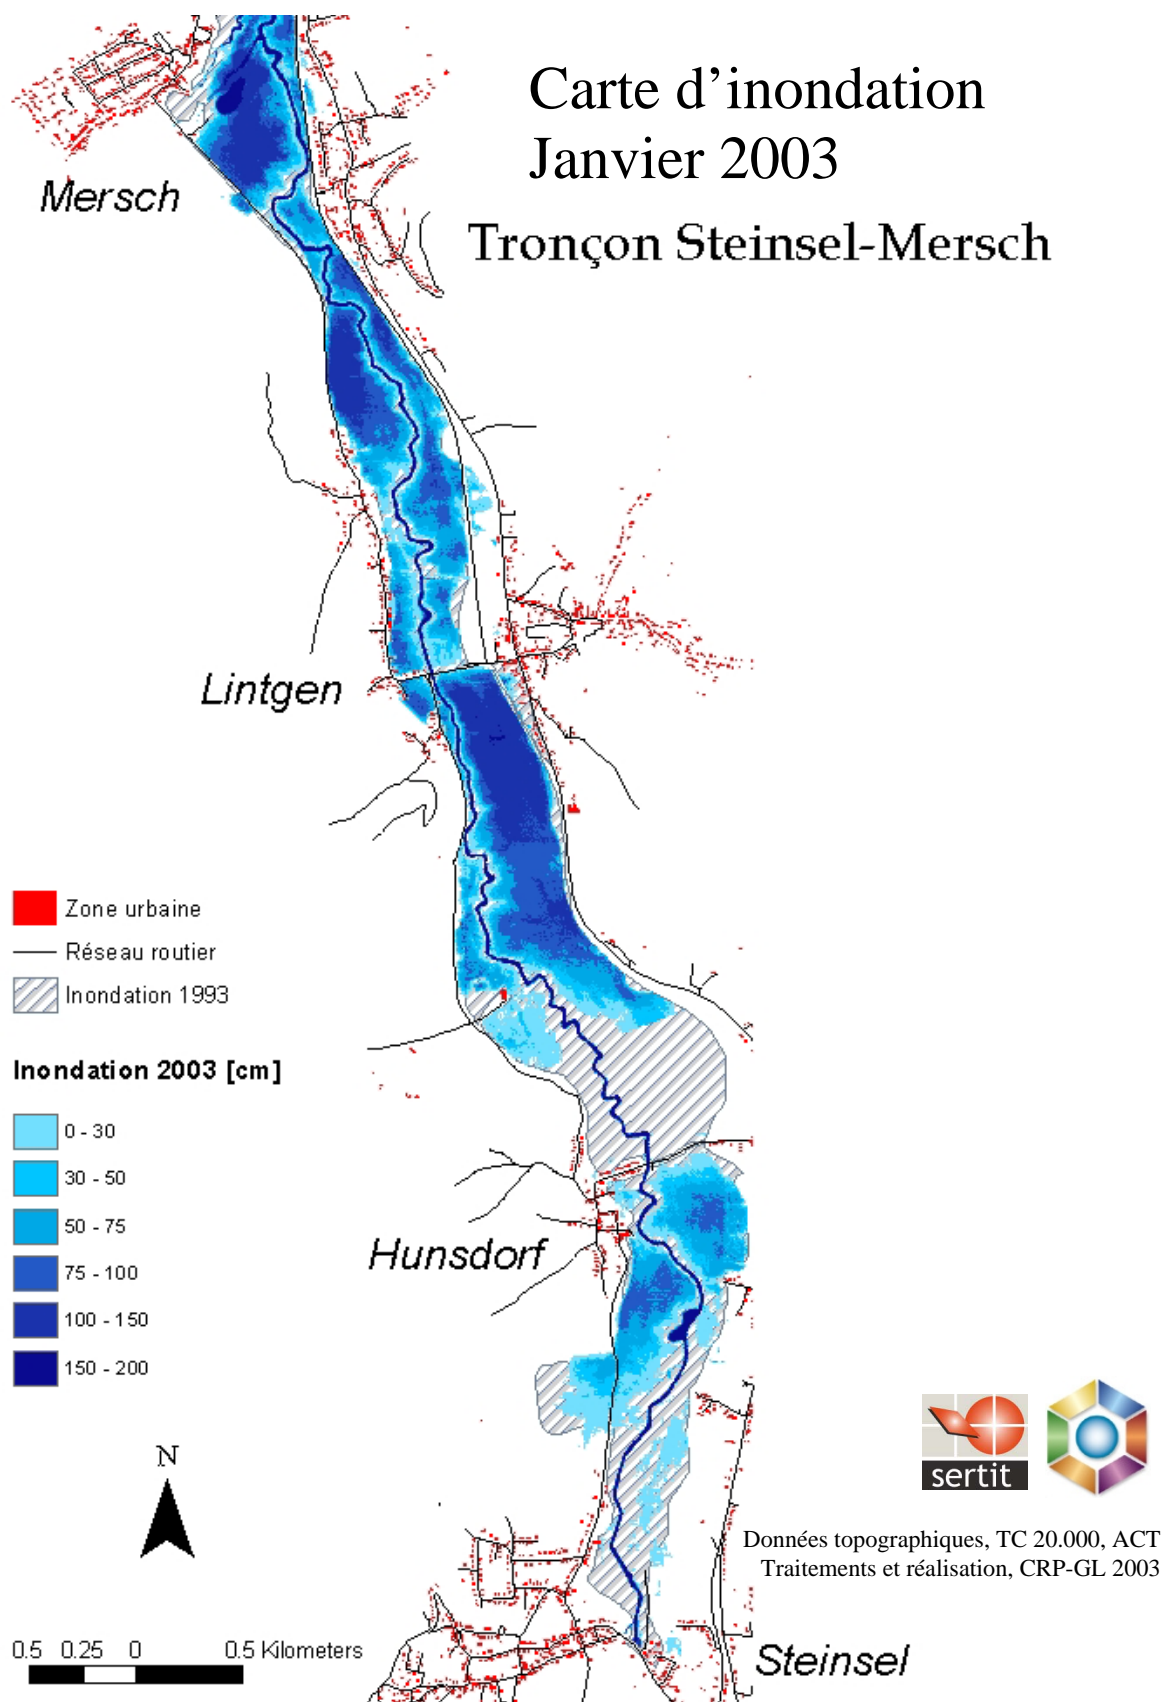 Carte d'inondation
Janvier 2003
Tronçon Steinsel-Mersch
Mersch
Lintgen
Zone urbaine
Réseau routier
Inondation 1993
Inondation 2003 [cm]
0 - 30
30 - 50
50 - 75
75 - 100
100 - 150
150 - 200
Hunsdorf
N
sertit
Données topographiques, TC 20.000, ACT
Traitements et réalisation, CRP-GL 2003
0.5 0.25 0 0.5 Kilometers
Steinsel